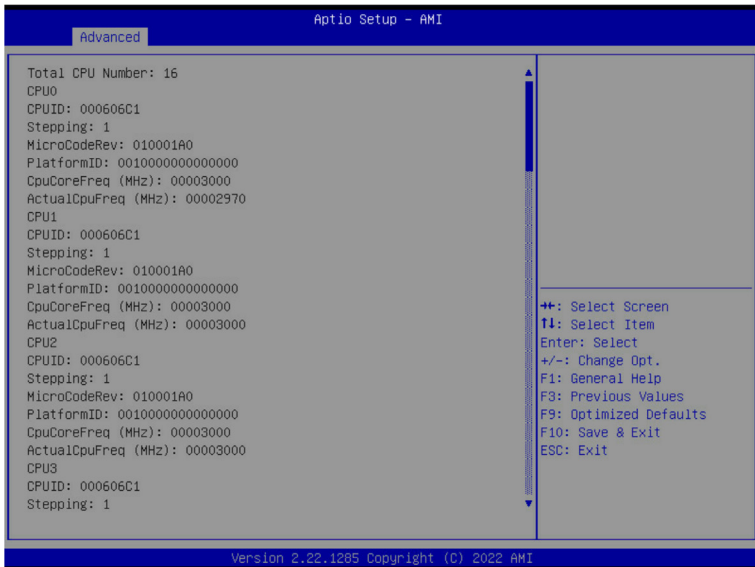 Aptio Setup – AMI
Advanced
Total CPU Number: 16
CPU0
CPUID: 000606C1
Stepping: 1
MicroCodeRev: 010001A0
PlatformID: 0010000000000000
CpuCoreFreq (MHz): 00003000
ActualCpuFreq (MHz): 00002970
CPU1
CPUID: 000606C1
Stepping: 1
MicroCodeRev: 010001A0
PlatformID: 0010000000000000
CpuCoreFreq (MHz): 00003000
ActualCpuFreq (MHz): 00003000
CPU2
CPUID: 000606C1
Stepping: 1
MicroCodeRev: 010001A0
PlatformID: 0010000000000000
CpuCoreFreq (MHz): 00003000
ActualCpuFreq (MHz): 00003000
CPU3
CPUID: 000606C1
Stepping: 1
→←: Select Screen
↑↓: Select Item
Enter: Select
+/-: Change Opt.
F1: General Help
F3: Previous Values
F9: Optimized Defaults
F10: Save & Exit
ESC: Exit
Version 2.22.1285 Copyright (C) 2022 AMI